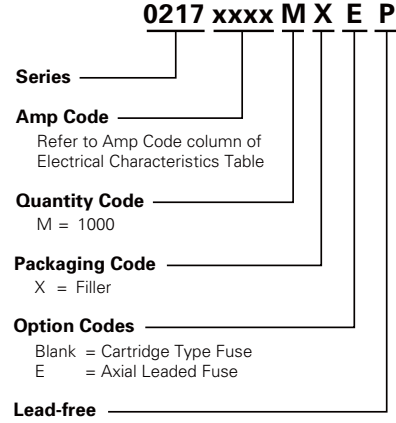 0217 xxxx M X E P
Series
Amp Code
Refer to Amp Code column of
Electrical Characteristics Table
Quantity Code
M = 1000
Packaging Code
X = Filler
Option Codes
Blank = Cartridge Type Fuse
E = Axial Leaded Fuse
Lead-free